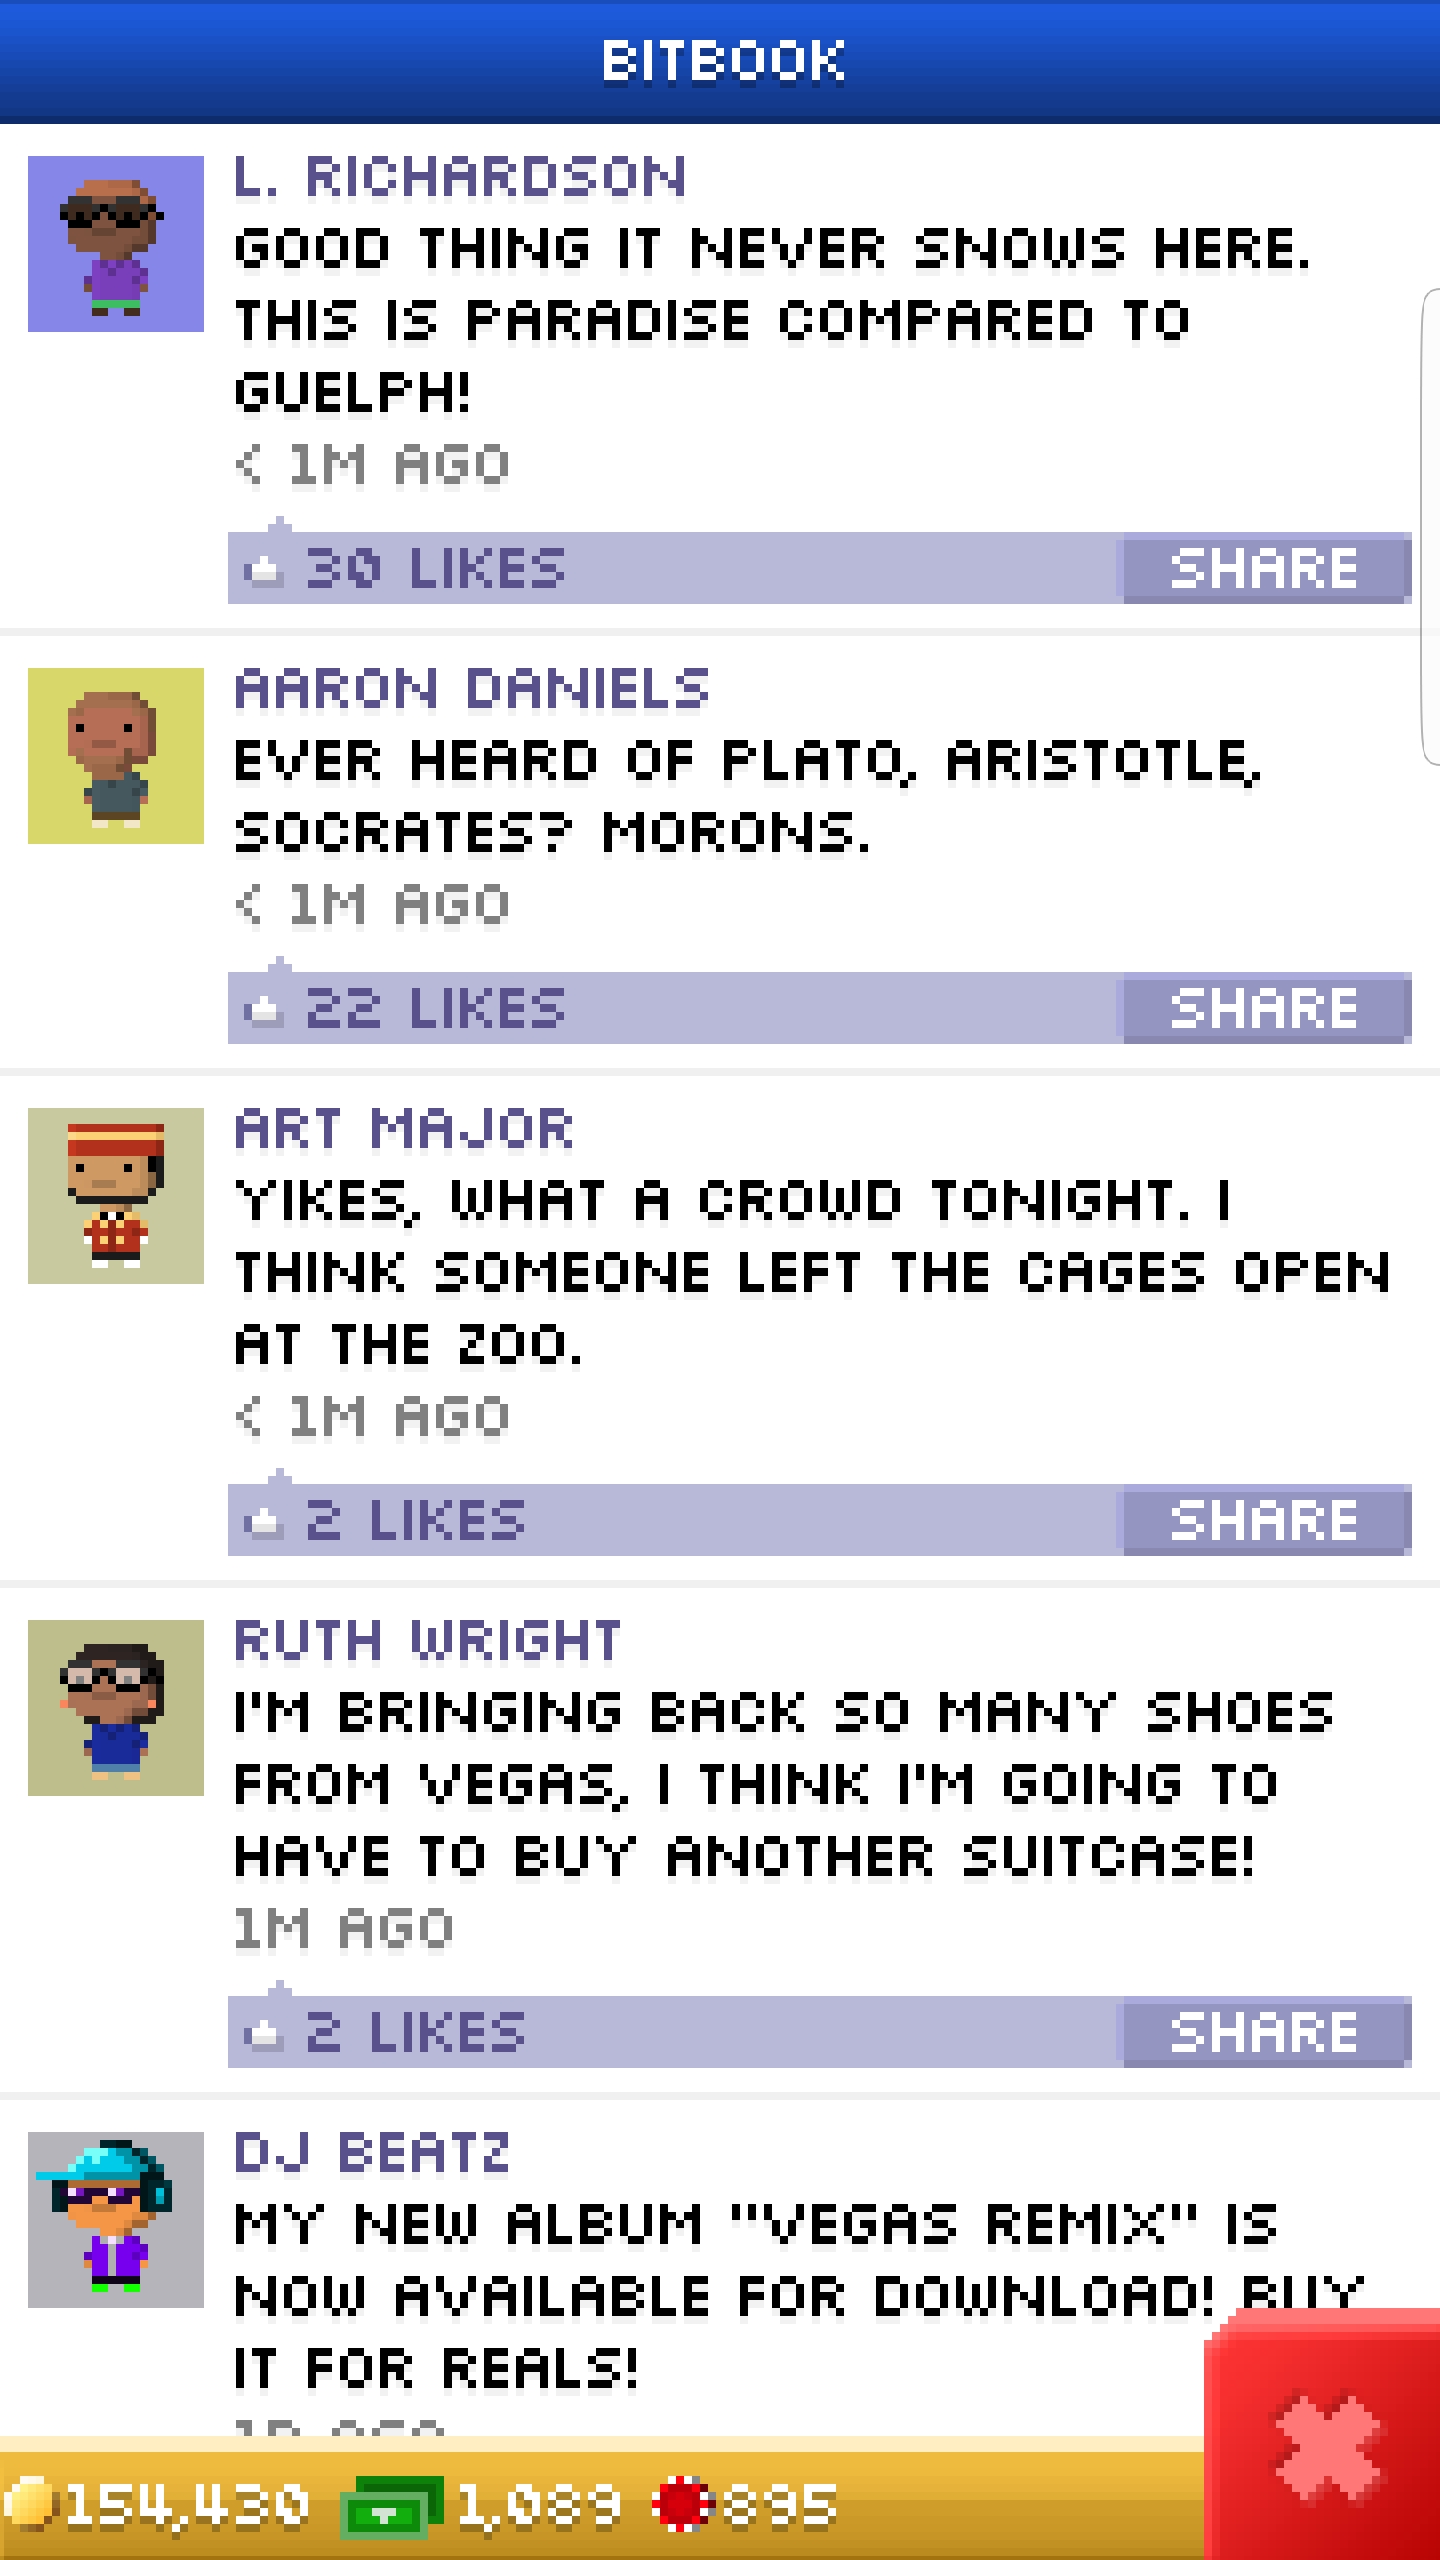 BITBOOK
L. RICHARDSON
GOOD THING IT NEVER SNOWS HERE.
THIS IS PARADISE COMPARED TO
GUELPH!
< 1M AGO
30 LIKES SHARE
AARON DANIELS
EVER HEARD OF PLATO, ARISTOTLE,
SOCRATES? MORONS.
< 1M AGO
22 LIKES SHARE
ART MAJOR
YIKES, WHAT A CROWD TONIGHT. I
THINK SOMEONE LEFT THE CAGES OPEN
AT THE ZOO.
< 1M AGO
2 LIKES SHARE
RUTH WRIGHT
I'M BRINGING BACK SO MANY SHOES
FROM VEGAS, I THINK I'M GOING TO
HAVE TO BUY ANOTHER SUITCASE!
1M AGO
2 LIKES SHARE
DJ BEATZ
MY NEW ALBUM "VEGAS REMIX" IS
NOW AVAILABLE FOR DOWNLOAD! BUY
IT FOR REALS!
AGO
154,430 1,089 895